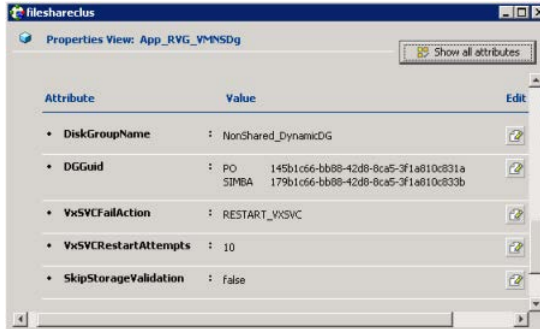 fileshareclus
Properties View: App_RVG_VMNSDg
Show all attributes
Attribute Value Edit
• DiskGroupName : NonShared_DynamicDG
• DGGuid : PO 145b1c66-bb88-42d8-8ca5-3f1a810c831a
SIMBA 179b1c66-bb88-42d8-8ca5-3f1a810c833b
• VxSVCFailAction : RESTART_VXSVC
• VxSVCRestartAttempts : 10
• SkipStorageValidation : false